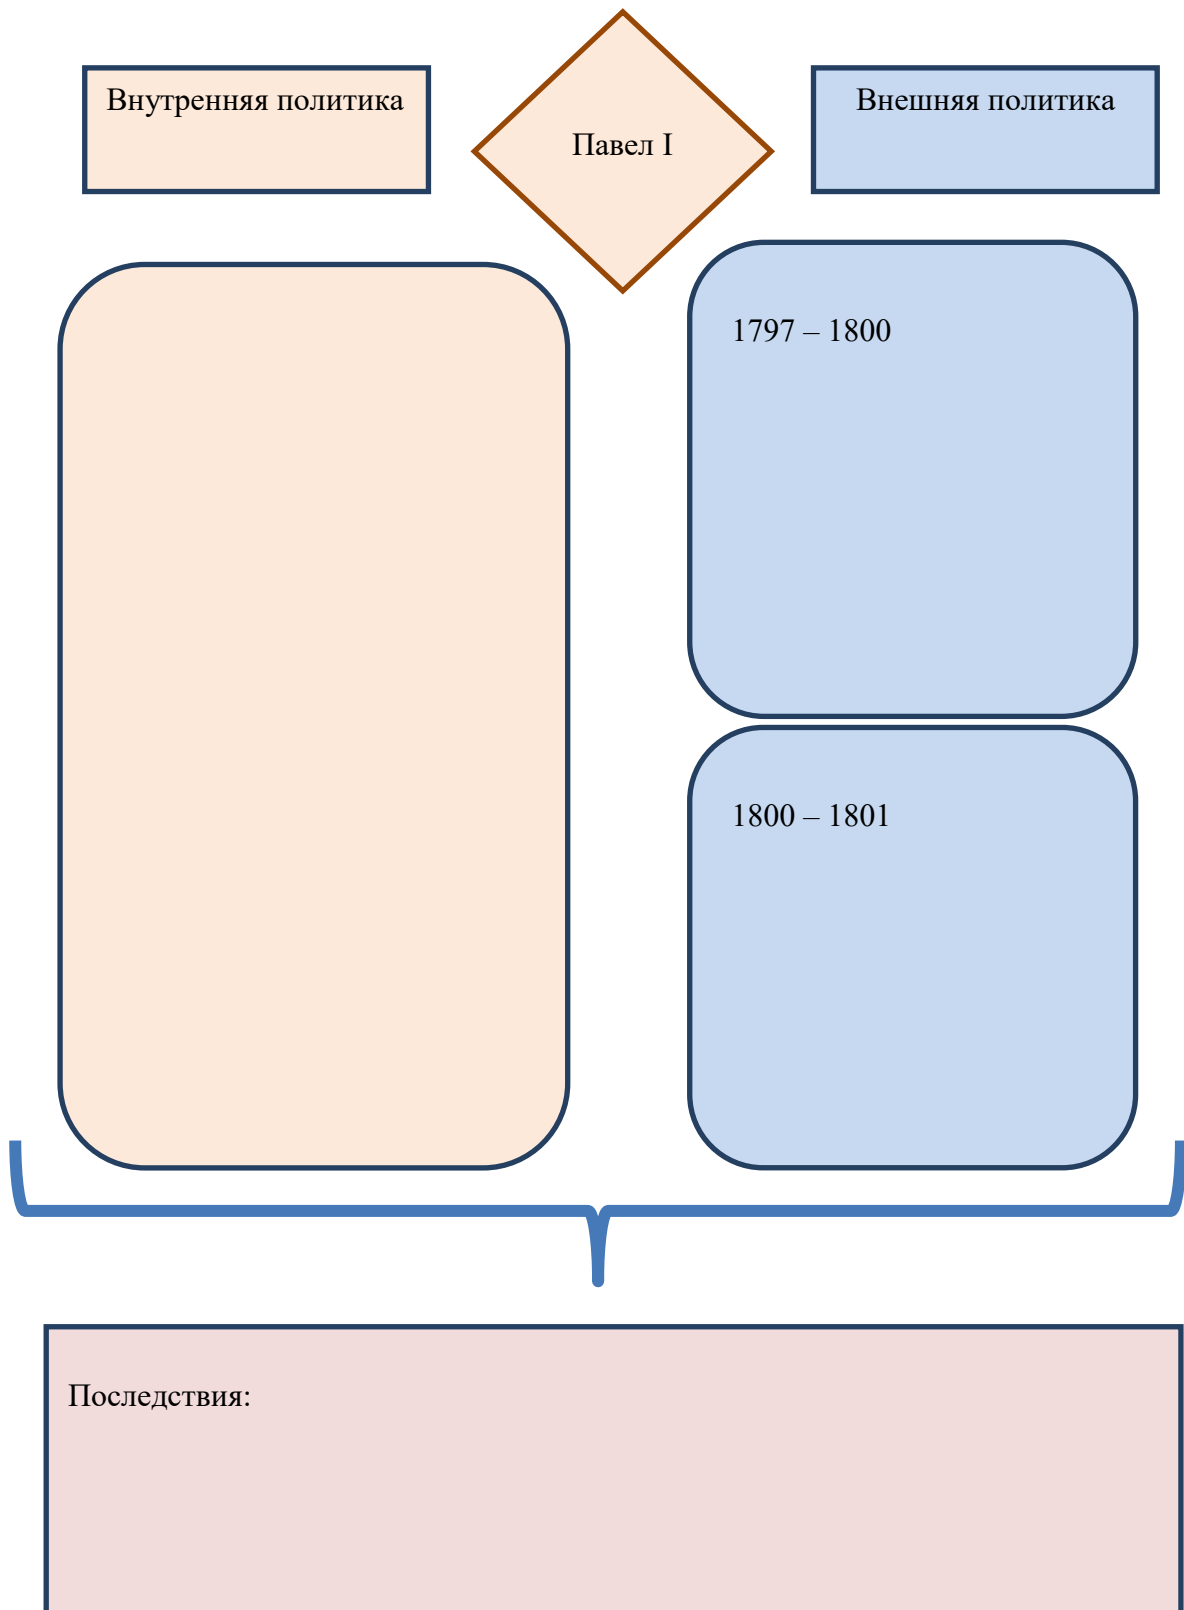 Внутренняя политика
Павел I
Внешняя политика
1797 – 1800
1800 – 1801
Последствия: